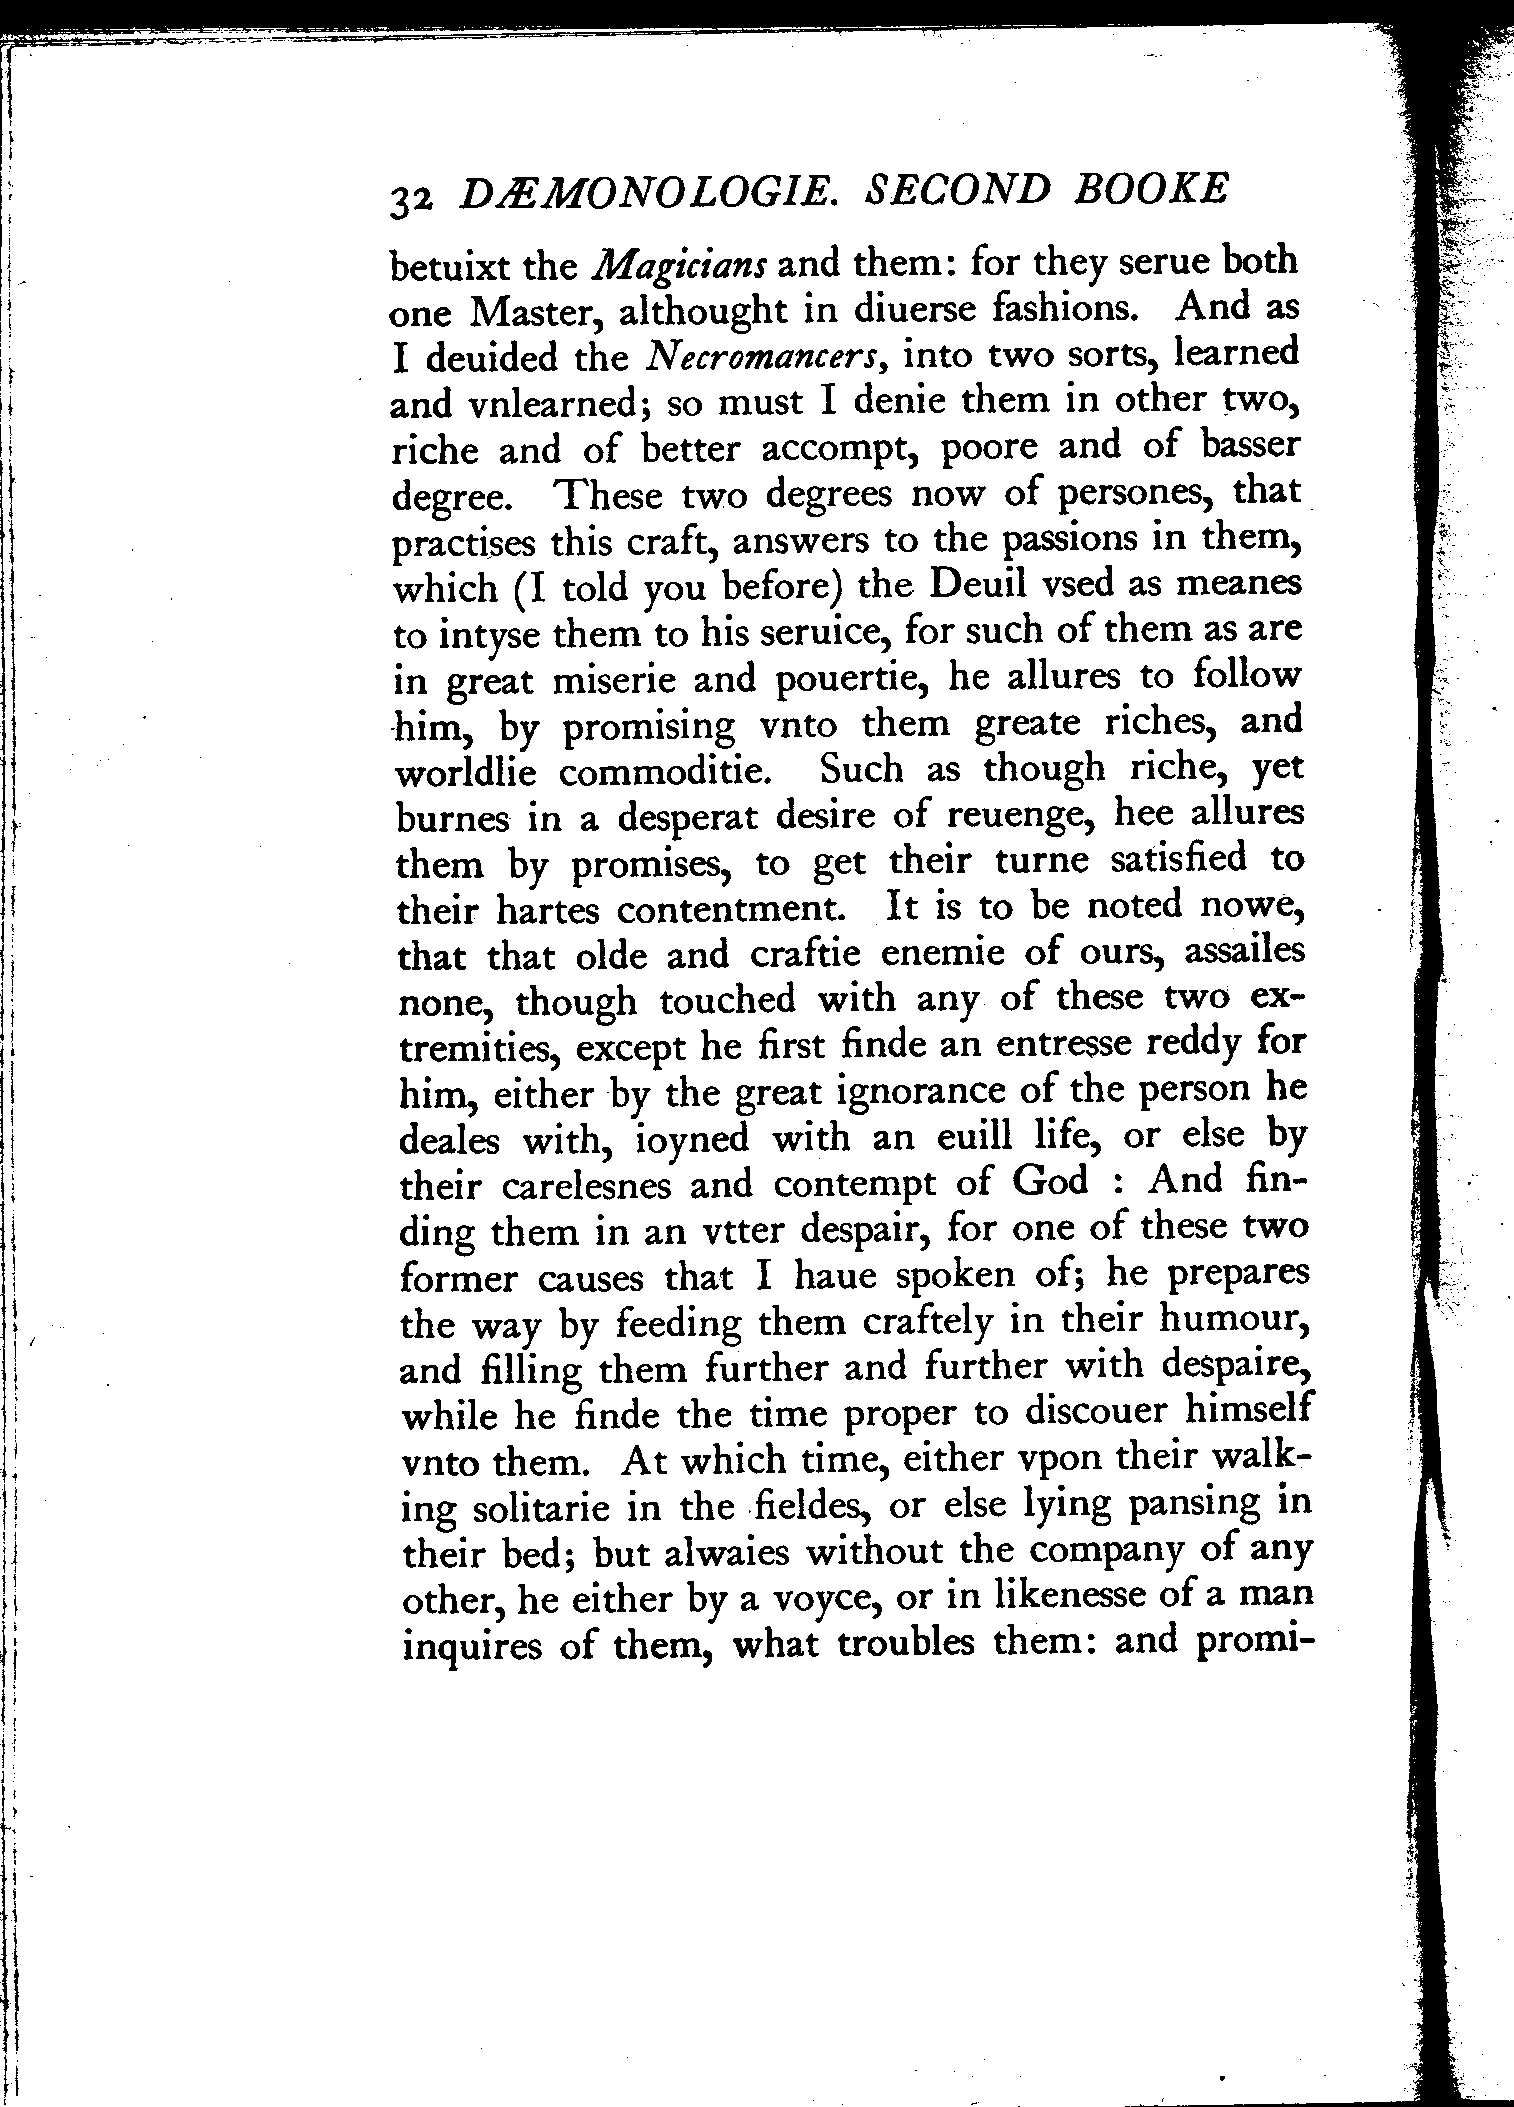 32 DÆMONOLOGIE. SECOND BOOKE
betuixt the Magicians and them: for they serue both
one Master, althought in diuerse fashions. And as
I deuided the Necromancers, into two sorts, learned
and vnlearned; so must I denie them in other two,
riche and of better accompt, poore and of basser
degree. These two degrees now of persones, that
practises this craft, answers to the passions in them,
which (I told you before) the Deuil vsed as meanes
to intyse them to his seruice, for such of them as are
in great miserie and pouertie, he allures to follow
him, by promising vnto them greate riches, and
worldlie commoditie. Such as though riche, yet
burnes in a desperat desire of reuenge, hee allures
them by promises, to get their turne satisfied to
their hartes contentment. It is to be noted nowe,
that that olde and craftie enemie of ours, assailes
none, though touched with any of these two ex-
tremities, except he first finde an entresse reddy for
him, either by the great ignorance of the person he
deales with, ioyned with an euill life, or else by
their carelesnes and contempt of God : And fin-
ding them in an vtter despair, for one of these two
former causes that I haue spoken of; he prepares
the way by feeding them craftely in their humour,
and filling them further and further with despaire,
while he finde the time proper to discouer himself
vnto them. At which time, either vpon their walk-
ing solitarie in the fieldes, or else lying pansing in
their bed; but alwaies without the company of any
other, he either by a voyce, or in likenesse of a man
inquires of them, what troubles them: and promi-